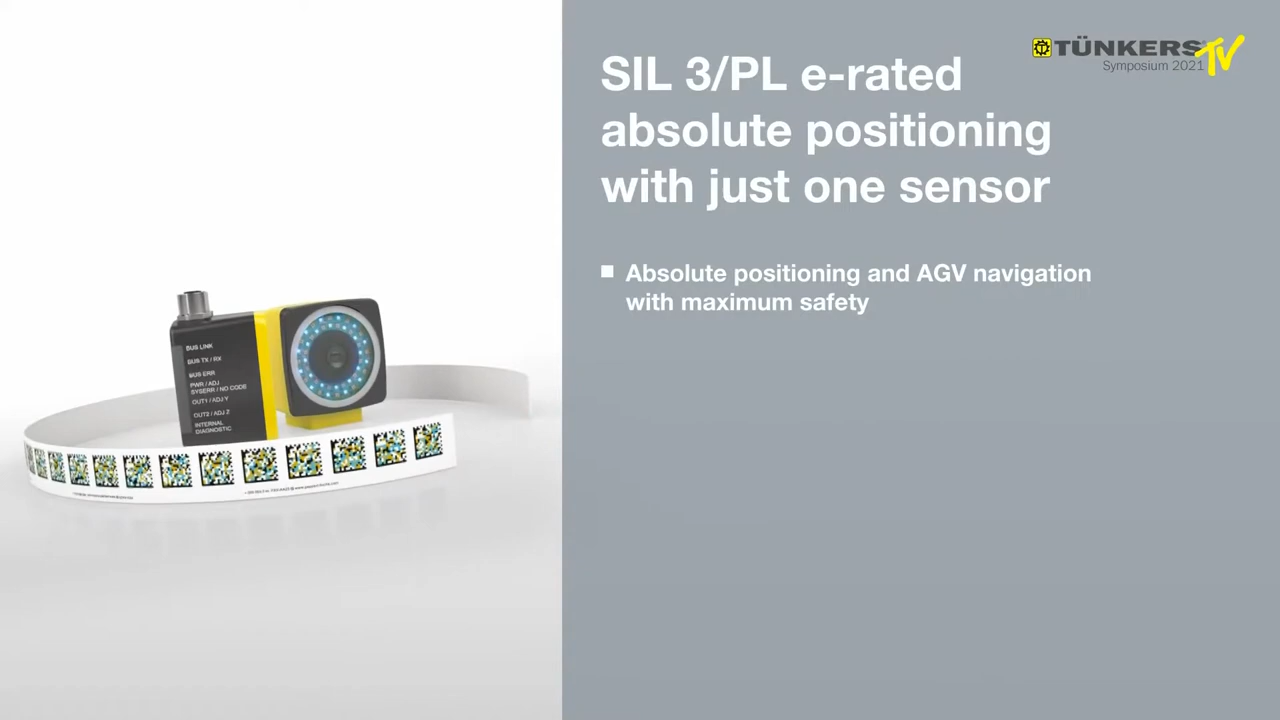 TÜNKERS TV
Symposium 2021
SIL 3/PL e-rated
absolute positioning
with just one sensor
Absolute positioning and AGV navigation
with maximum safety
BUS LINK
BUS TX / RX
BUS ERR
PWR / ADJ
SYSERR / NO CODE
OUT1 / ADJ Y
OUT2 / ADJ Z
INTERNAL
DIAGNOSTIC